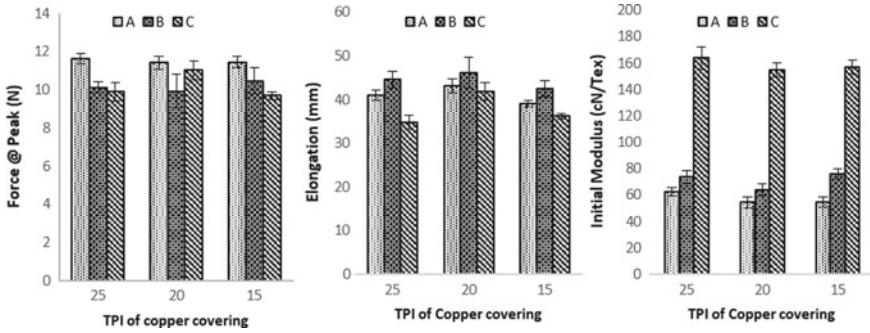 Force @ Peak (N)
14
12
10
8
6
4
2
0
A B C
25 20 15
TPI of copper covering
Elongation (mm)
60
50
40
30
20
10
0
A B C
25 20 15
TPI of Copper covering
Initial Modulus (cN/Tex)
200
180
160
140
120
100
80
60
40
20
0
A B C
25 20 15
TPI of Copper covering